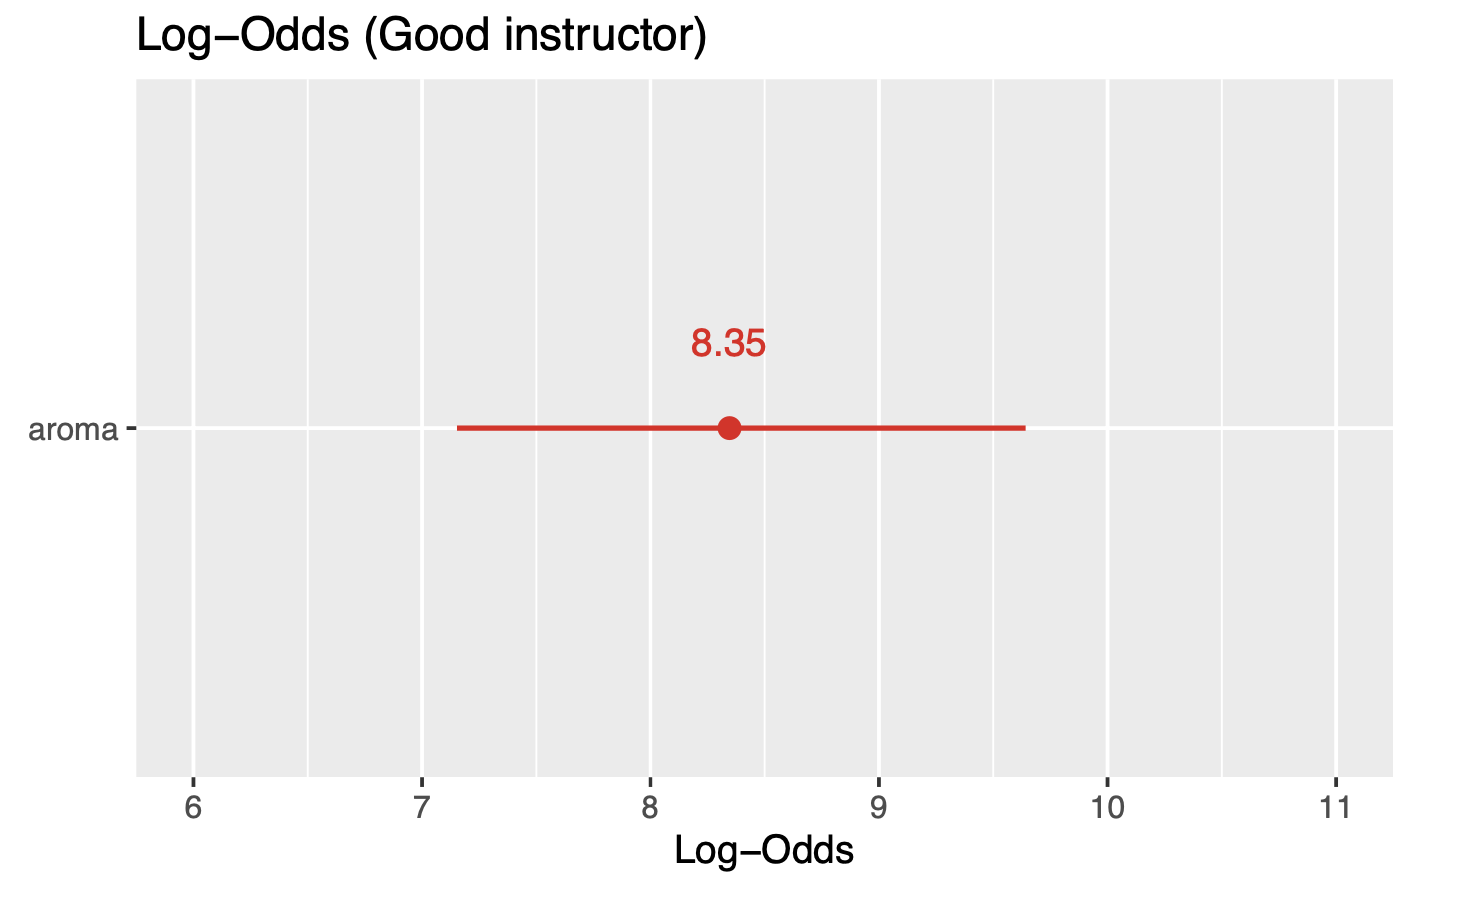 Log−Odds (Good instructor)
8.35
aroma
6 7 8 9 10 11
Log−Odds